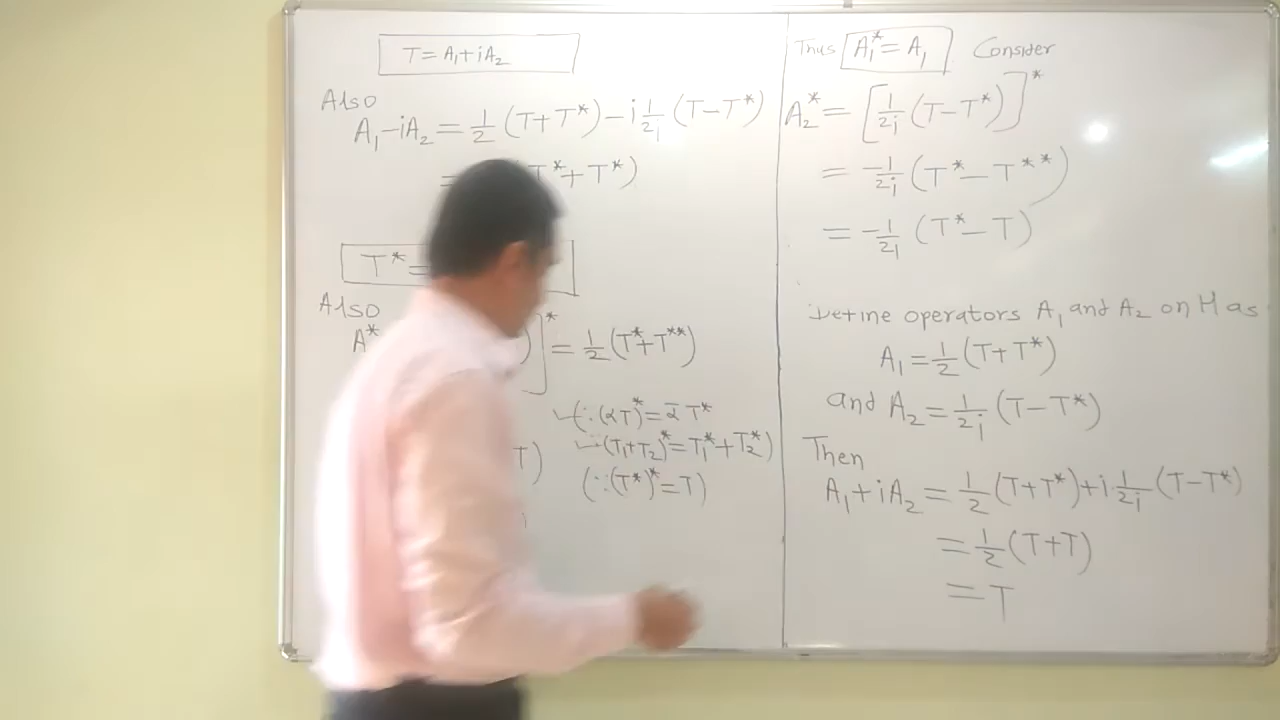 T = A₁ + iA₂
Also
A₁ - iA₂ = 1/2 (T + T*) - i 1/2i (T - T*)
= T* + T*)
T* =
Also
A* ]* = 1/2 (T* + T**)
(∵ (αT)* = ᾱ T*
T) ∵ (T₁ + T₂)* = T₁* + T₂*)
(∵ (T*)* = T)
Thus A₁* = A₁ Consider
A₂* = [1/2i (T - T*)]*
= -1/2i (T* - T**)
= -1/2i (T* - T)
Define operators A₁ and A₂ on H as
A₁ = 1/2 (T + T*)
and A₂ = 1/2i (T - T*)
Then
A₁ + iA₂ = 1/2 (T + T*) + i. 1/2i (T - T*)
= 1/2 (T + T)
= T